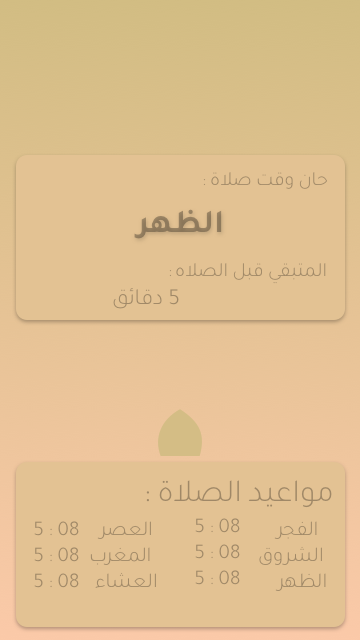 حان وقت صلاة :
الظهر
المتبقي قبل الصلاه :
5 دقائق
مواعيد الصلاة :
الفجر 5 : 08 العصر 5 : 08
الشروق 5 : 08 المغرب 5 : 08
الظهر 5 : 08 العشاء 5 : 08